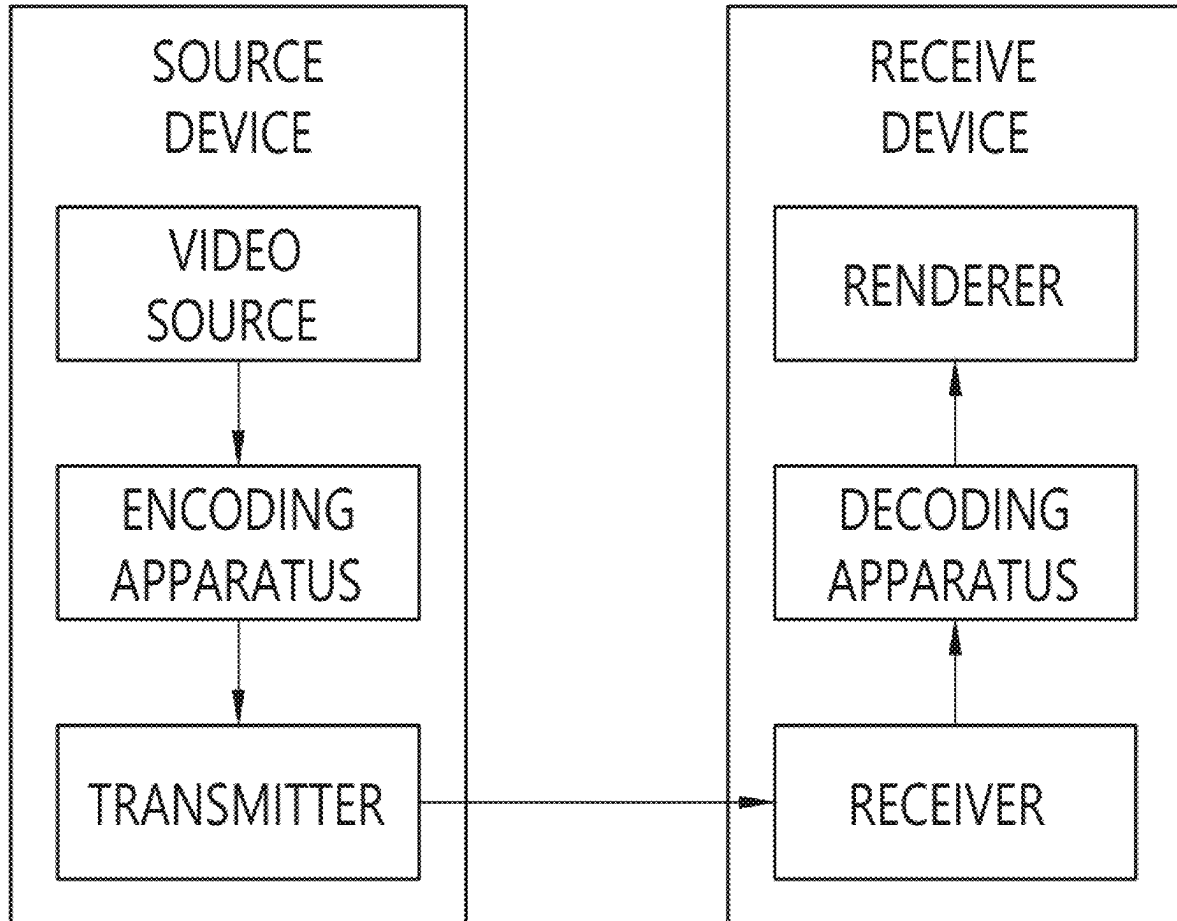 SOURCE
DEVICE
VIDEO
SOURCE
ENCODING
APPARATUS
TRANSMITTER
RECEIVE
DEVICE
RENDERER
DECODING
APPARATUS
RECEIVER